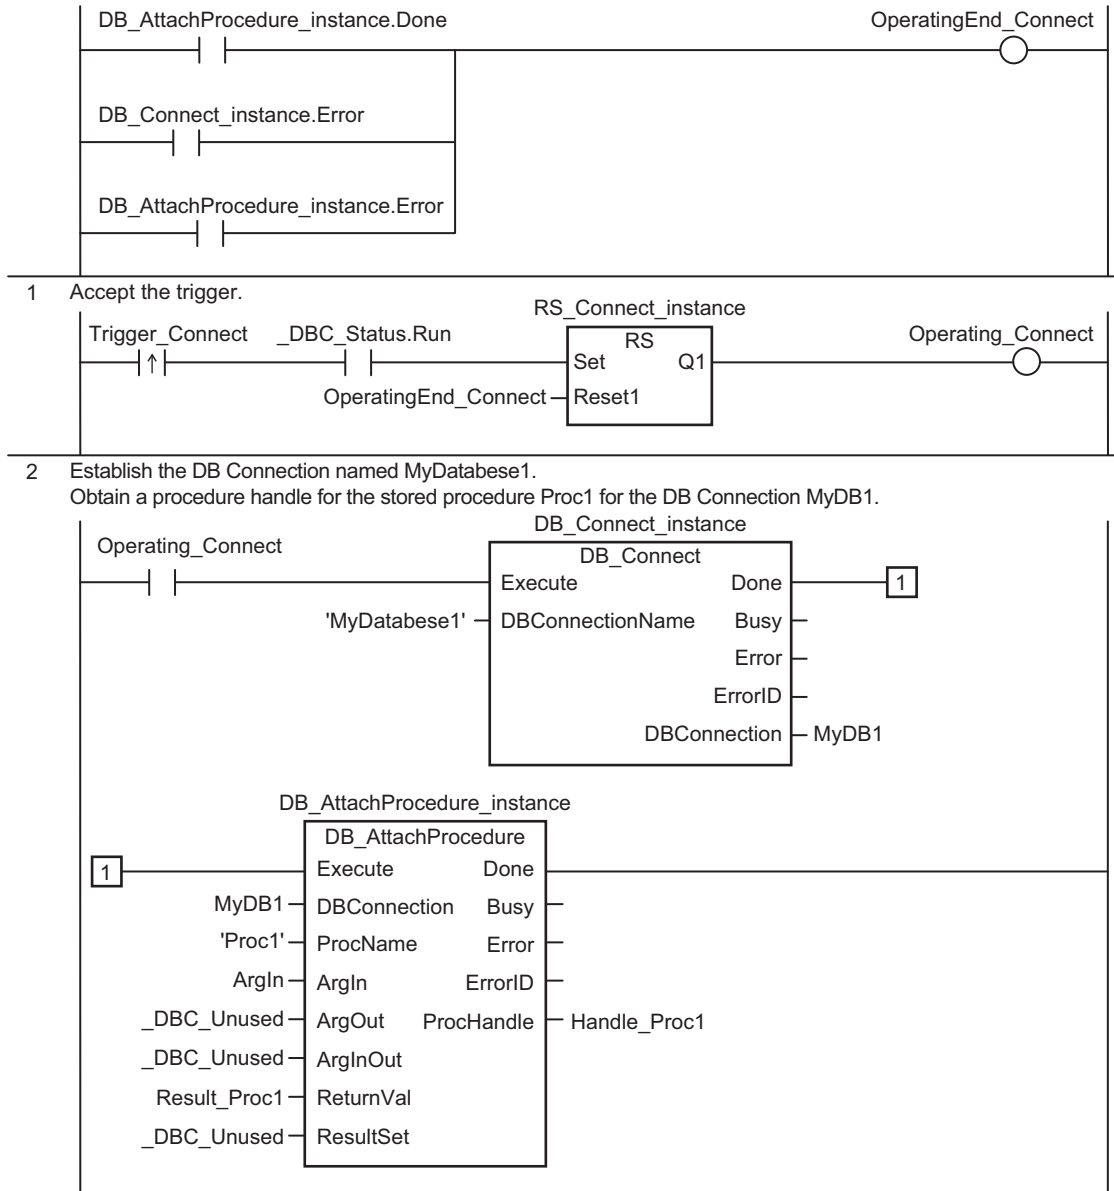 DB_AttachProcedure_instance.Done OperatingEnd_Connect
DB_Connect_instance.Error
DB_AttachProcedure_instance.Error
1 Accept the trigger.
RS_Connect_instance
Trigger_Connect _DBC_Status.Run RS Operating_Connect
↑ Set Q1
OperatingEnd_Connect Reset1
2 Establish the DB Connection named MyDatabese1.
Obtain a procedure handle for the stored procedure Proc1 for the DB Connection MyDB1.
DB_Connect_instance
Operating_Connect DB_Connect
Execute Done 1
'MyDatabese1' DBConnectionName Busy
Error
ErrorID
DBConnection MyDB1
DB_AttachProcedure_instance
DB_AttachProcedure
1 Execute Done
MyDB1 DBConnection Busy
'Proc1' ProcName Error
ArgIn ArgIn ErrorID
_DBC_Unused ArgOut ProcHandle Handle_Proc1
_DBC_Unused ArgInOut
Result_Proc1 ReturnVal
_DBC_Unused ResultSet